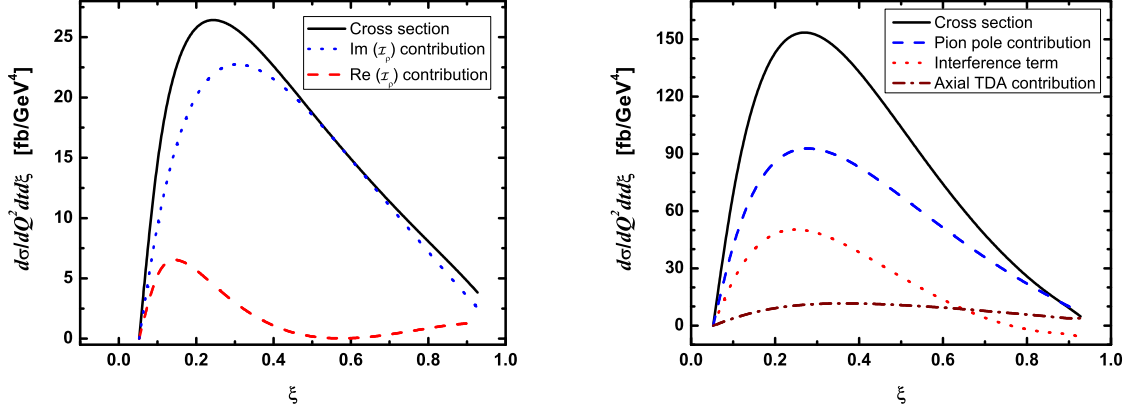 Cross section
Im (𝓘ρ) contribution
Re (𝓘ρ) contribution
dσ/dQ²dtdξ [fb/GeV⁴]
25
20
15
10
5
0
0.0 0.2 0.4 0.6 0.8 1.0
ξ
Cross section
Pion pole contribution
Interference term
Axial TDA contribution
dσ/dQ²dtdξ [fb/GeV⁴]
150
120
90
60
30
0
0.0 0.2 0.4 0.6 0.8 1.0
ξ